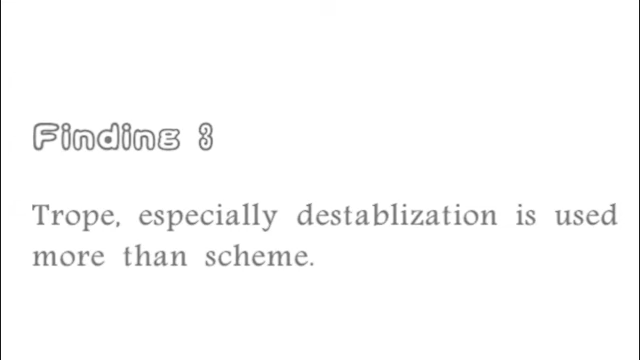 Finding 3
Trope, especially destablization is used
more than scheme.